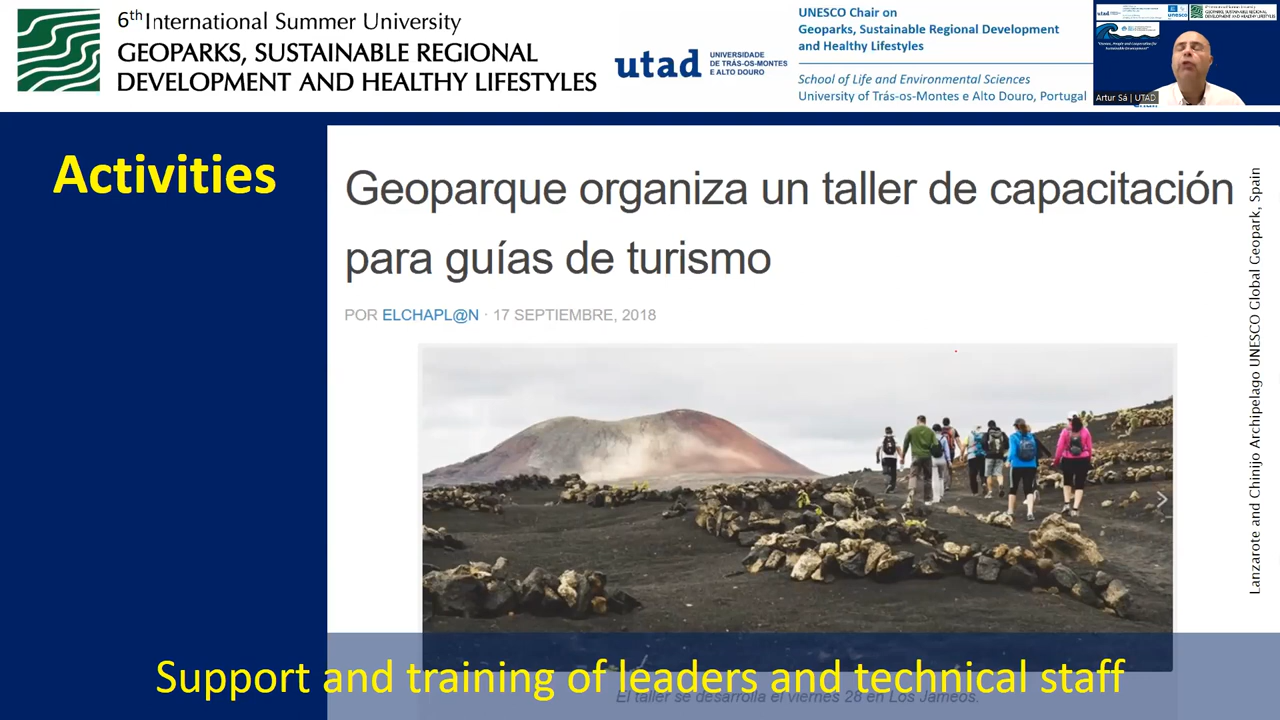 6th International Summer University
GEOPARKS, SUSTAINABLE REGIONAL
DEVELOPMENT AND HEALTHY LIFESTYLES
utad
UNIVERSIDADE
DE TRÁS-OS-MONTES
E ALTO DOURO
UNESCO Chair on
Geoparks, Sustainable Regional Development
and Healthy Lifestyles
School of Life and Environmental Sciences
University of Trás-os-Montes e Alto Douro, Portugal
Artur Sá | UTAD
Activities
Geoparque organiza un taller de capacitación
para guías de turismo
POR ELCHAPL@N · 17 SEPTIEMBRE, 2018
Lanzarote and Chinijo Archipelago UNESCO Global Geopark, Spain
Support and training of leaders and technical staff
El taller se desarrolla el viernes 28 en Los Jameos.